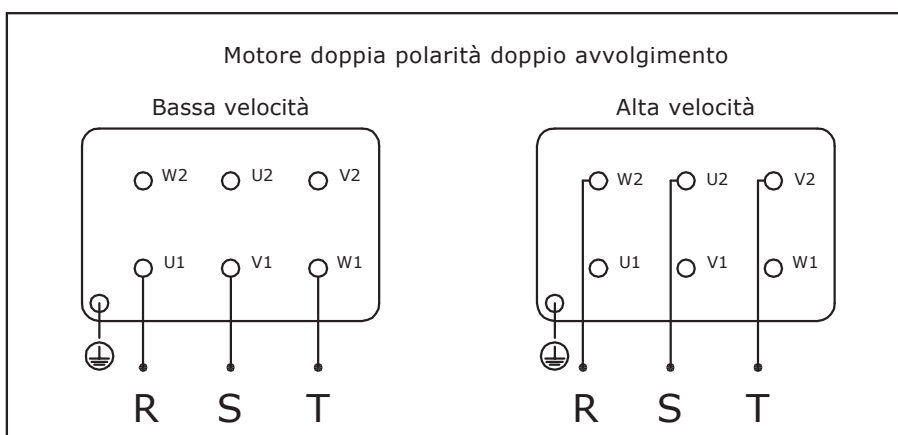 Motore doppia polarità doppio avvolgimento
Bassa velocità
Alta velocità
W2 U2 V2
U1 V1 W1
R S T
W2 U2 V2
U1 V1 W1
R S T